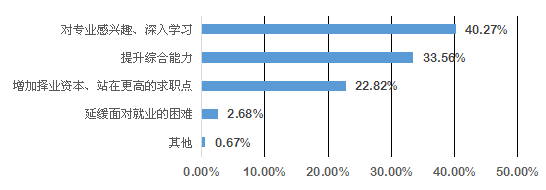 对专业感兴趣、深入学习 40.27%
提升综合能力 33.56%
增加择业资本、站在更高的求职点 22.82%
延缓面对就业的困难 2.68%
其他 0.67%
0.00% 10.00% 20.00% 30.00% 40.00% 50.00%